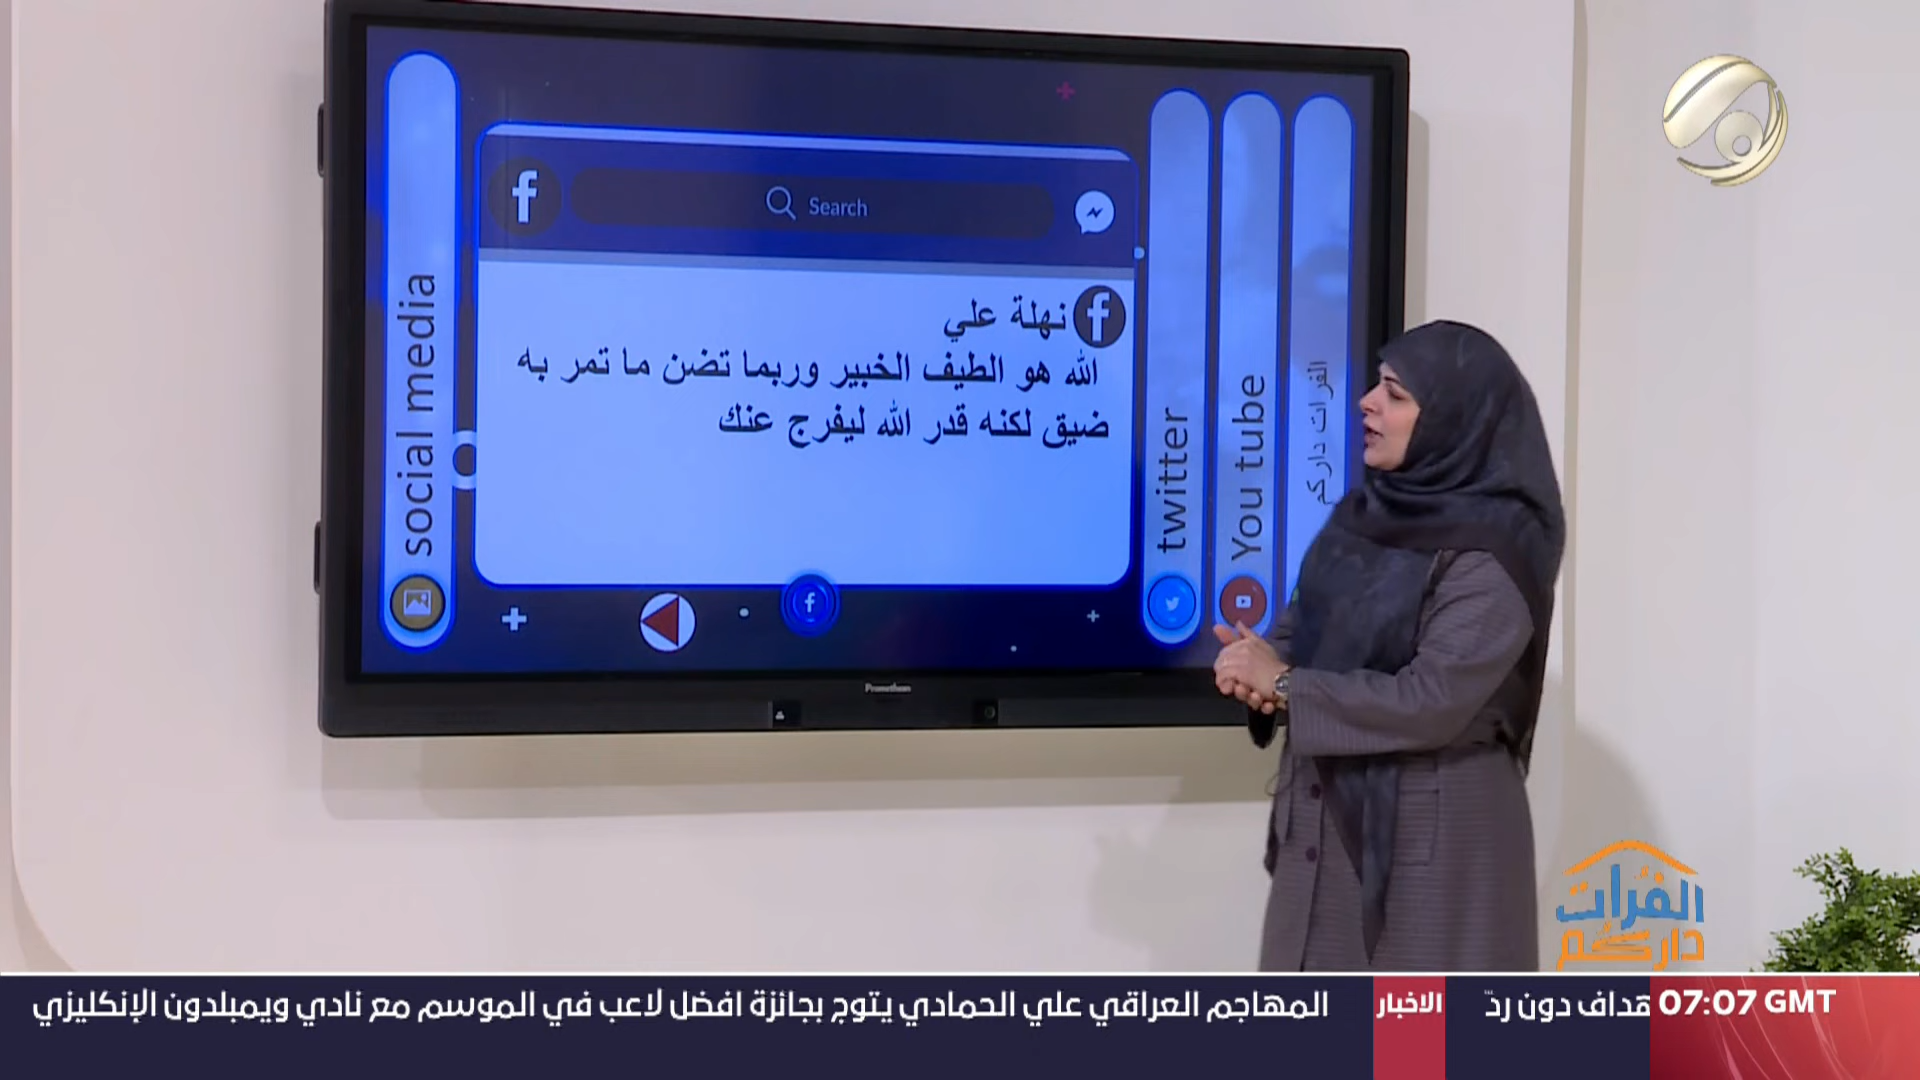 Search
نهلة علي
الله هو الطيف الخبير وربما تضن ما تمر به
ضيق لكنه قدر الله ليفرج عنك
social media
twitter
You tube
الفرات داركم
Promethean
الفرات
داركم
07:07 GMT
هداف دون ردّ
الاخبار
المهاجم العراقي علي الحمادي يتوج بجائزة افضل لاعب في الموسم مع نادي ويمبلدون الإنكليزي